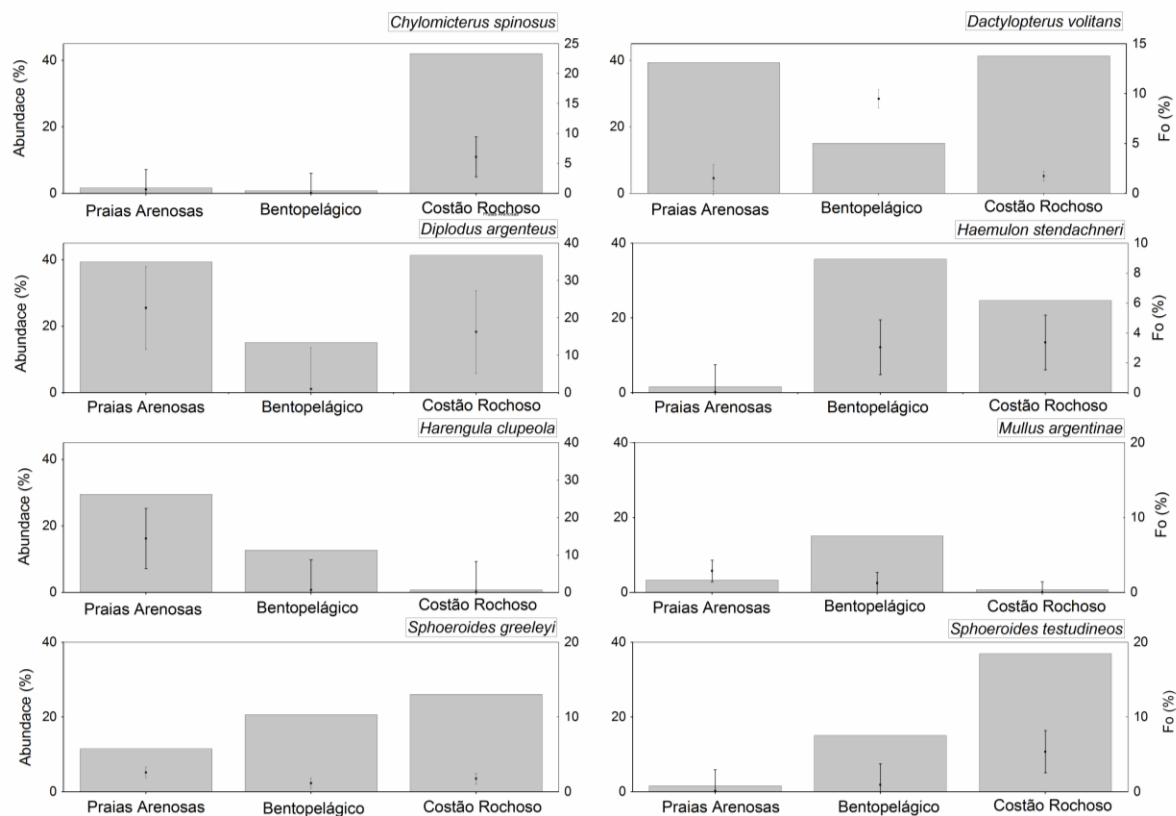 Chylomicterus spinosus
Dactylopterus volitans
Abundace (%)
40
20
0
25
20
15
10
5
0
40
20
0
15
10
5
0
Fo (%)
Praias Arenosas Bentopelágico Costão Rochoso
Praias Arenosas Bentopelágico Costão Rochoso
Diplodus argenteus
Haemulon stendachneri
Abundace (%)
40
20
0
40
30
20
10
0
40
20
0
10
8
6
4
2
0
Fo (%)
Praias Arenosas Bentopelágico Costão Rochoso
Praias Arenosas Bentopelágico Costão Rochoso
Harengula clupeola
Mullus argentinae
Abundace (%)
40
20
0
40
30
20
10
0
40
20
0
20
10
0
Fo (%)
Praias Arenosas Bentopelágico Costão Rochoso
Praias Arenosas Bentopelágico Costão Rochoso
Sphoeroides greeleyi
Sphoeroides testudineos
Abundace (%)
40
20
0
20
10
0
40
20
0
20
10
0
Fo (%)
Praias Arenosas Bentopelágico Costão Rochoso
Praias Arenosas Bentopelágico Costão Rochoso